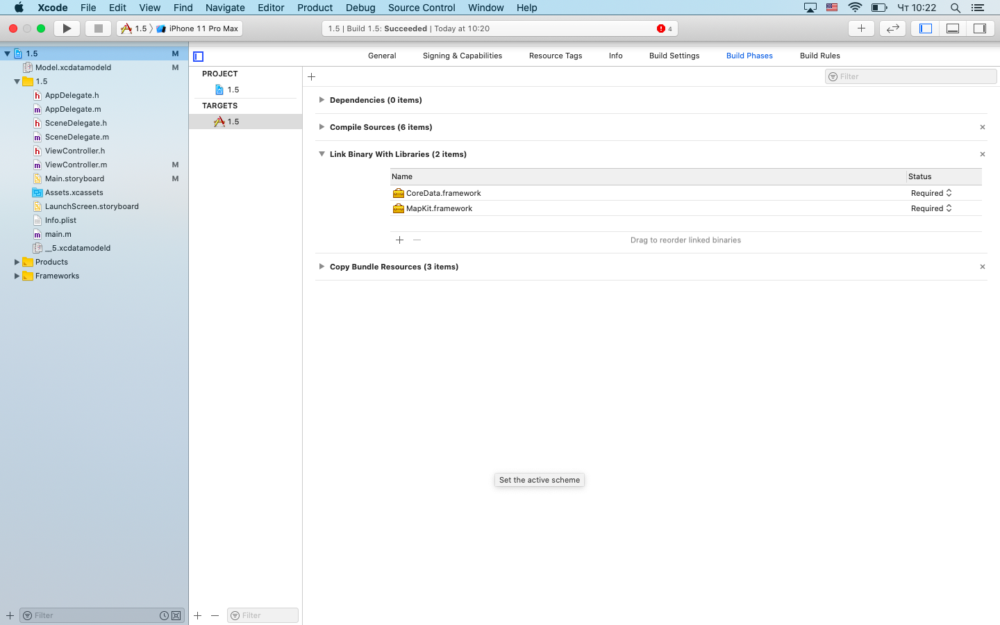 Xcode File Edit View Find Navigate Editor Product Debug Source Control Window Help Чт 10:22
1.5 iPhone 11 Pro Max
1.5 | Build 1.5: Succeeded | Today at 10:20 4
1.5 M
Model.xcdatamodeld M
1.5
h AppDelegate.h
m AppDelegate.m
h SceneDelegate.h
m SceneDelegate.m
h ViewController.h
m ViewController.m M
Main.storyboard M
Assets.xcassets
LaunchScreen.storyboard
Info.plist
m main.m
__5.xcdatamodeld
Products
Frameworks
Filter
General Signing & Capabilities Resource Tags Info Build Settings Build Phases Build Rules
PROJECT
1.5
TARGETS
1.5
Filter
Filter
Dependencies (0 items)
Compile Sources (6 items)
Link Binary With Libraries (2 items)
Name Status
CoreData.framework Required
MapKit.framework Required
Drag to reorder linked binaries
Copy Bundle Resources (3 items)
Set the active scheme